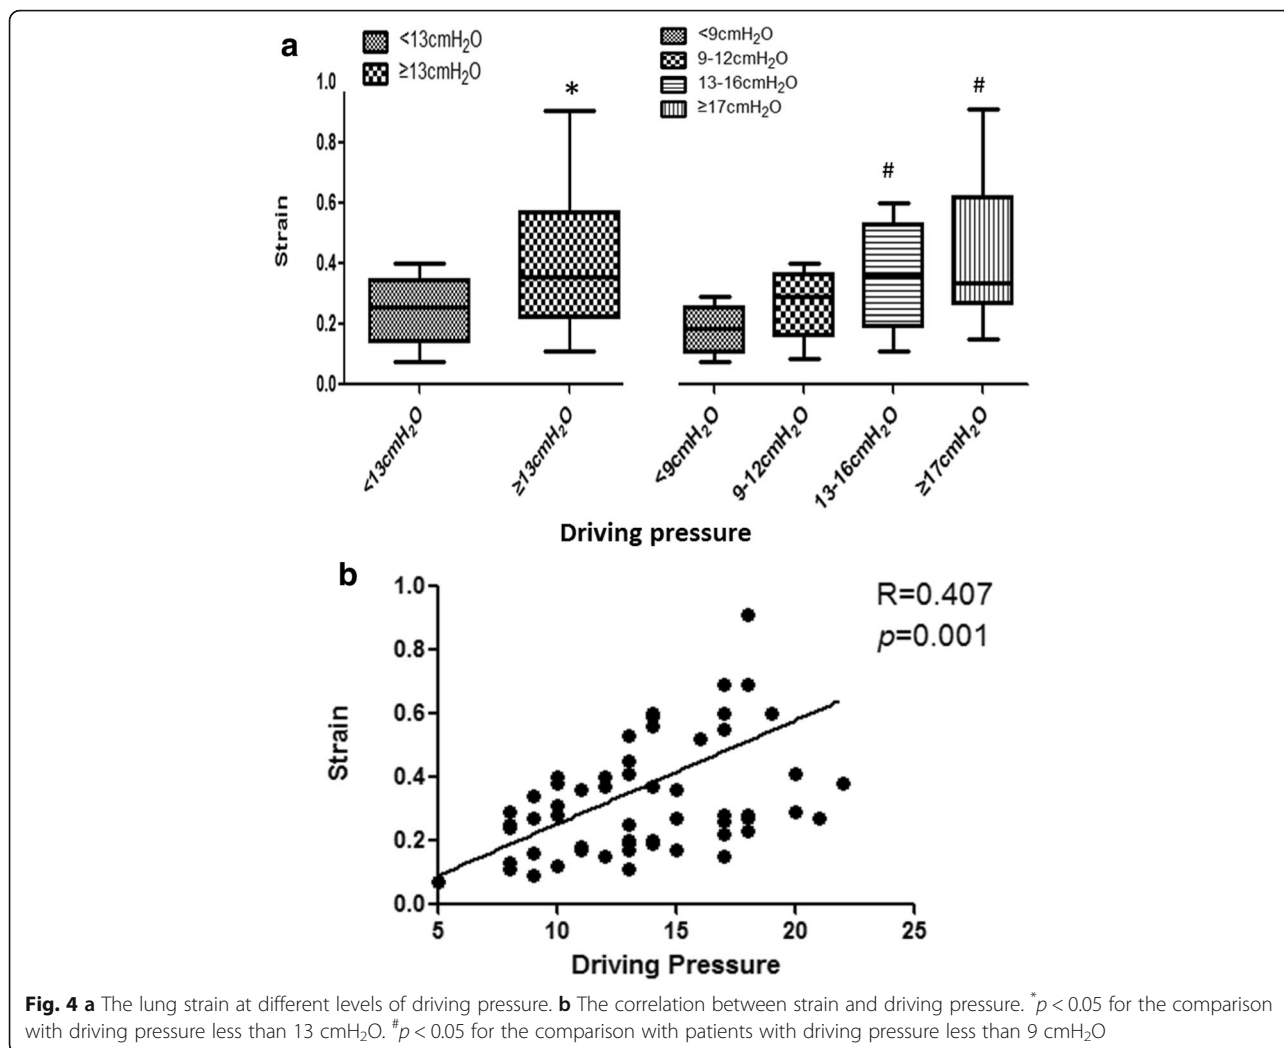 a
<13cmH₂O
≥13cmH₂O
<9cmH₂O
9-12cmH₂O
13-16cmH₂O
≥17cmH₂O
1.0
0.8
0.6
0.4
0.2
0.0
Strain
*
#
#
<13cmH₂O
≥13cmH₂O
<9cmH₂O
9-12cmH₂O
13-16cmH₂O
≥17cmH₂O
Driving pressure
b
R=0.407
p=0.001
1.0
0.8
0.6
0.4
0.2
0.0
Strain
5
10
15
20
25
Driving Pressure
Fig. 4 a The lung strain at different levels of driving pressure. b The correlation between strain and driving pressure. *p < 0.05 for the comparison
with driving pressure less than 13 cmH₂O. #p < 0.05 for the comparison with patients with driving pressure less than 9 cmH₂O